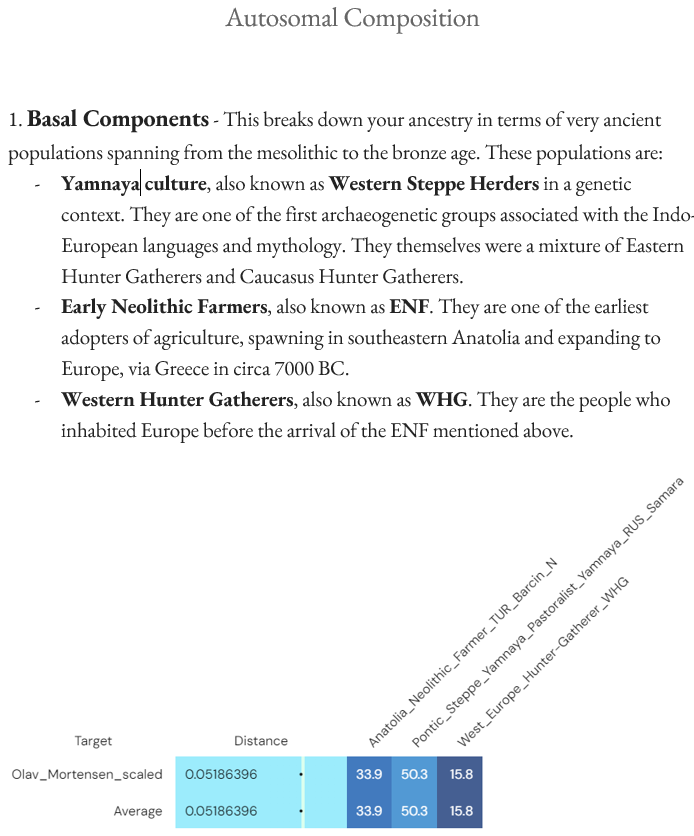 Autosomal Composition
1. Basal Components - This breaks down your ancestry in terms of very ancient
populations spanning from the mesolithic to the bronze age. These populations are:
- Yamnaya culture, also known as Western Steppe Herders in a genetic
context. They are one of the first archaeogenetic groups associated with the Indo-
European languages and mythology. They themselves were a mixture of Eastern
Hunter Gatherers and Caucasus Hunter Gatherers.
- Early Neolithic Farmers, also known as ENF. They are one of the earliest
adopters of agriculture, spawning in southeastern Anatolia and expanding to
Europe, via Greece in circa 7000 BC.
- Western Hunter Gatherers, also known as WHG. They are the people who
inhabited Europe before the arrival of the ENF mentioned above.
Target Distance Anatolia_Neolithic_Farmer_TUR_Barcin_N Pontic_Steppe_Yamnaya_Pastoralist_Yamnaya_RUS_Samara West_Europe_Hunter-Gatherer_WHG
Olav_Mortensen_scaled 0.05186396 33.9 50.3 15.8
Average 0.05186396 33.9 50.3 15.8